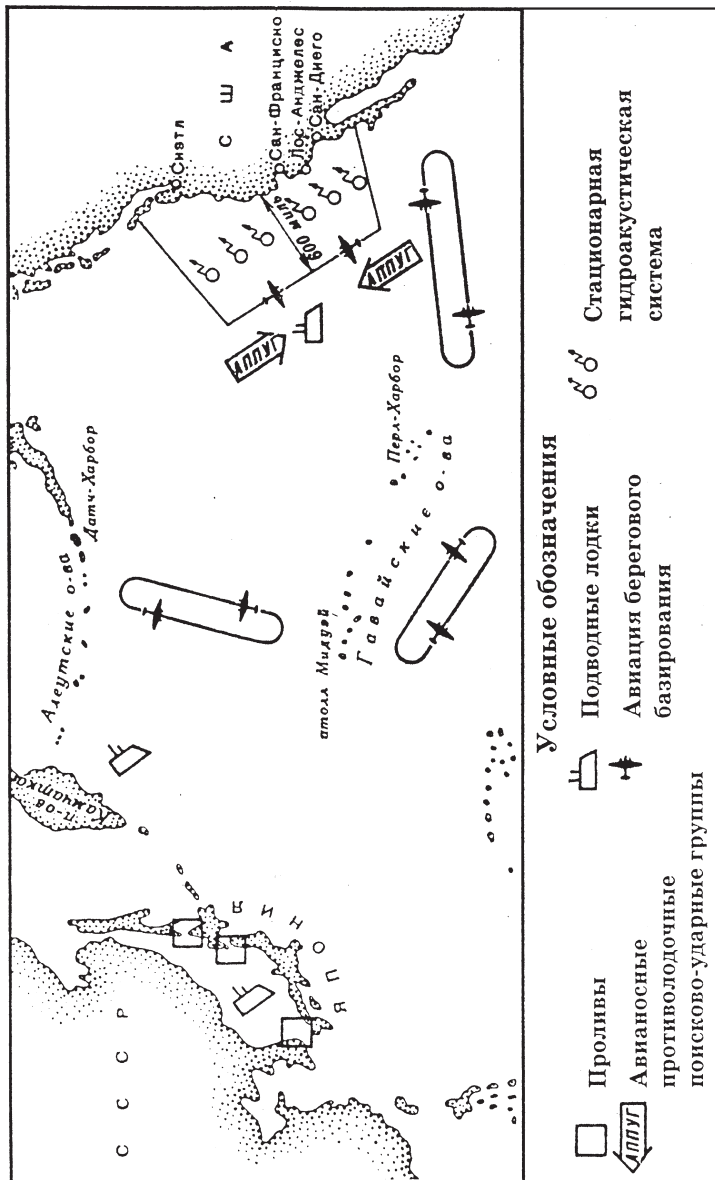 С С С Р
ЯПОНИЯ
п-ов
Камчатка
Алеутские о-ва
Датч-Харбор
атолл Мидуэй
Гавайские о-ва
Перл-Харбор
США
Сиэтл
Сан-Франциско
Лос-Анджелес
Сан-Диего
600 миль
АППУГ
АППУГ
Условные обозначения
Проливы
АППУГ
Авианосные
противолодочные
поисково-ударные группы
Подводные лодки
Авиация берегового
базирования
Стационарная
гидроакустическая
система